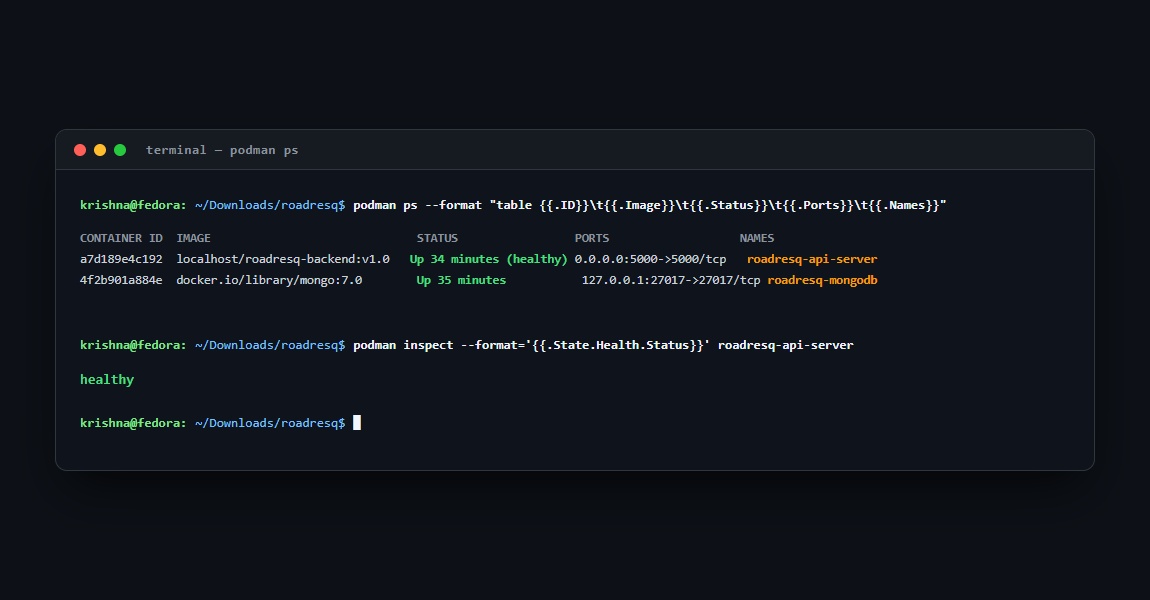 terminal — podman ps
krishna@fedora: ~/Downloads/roadresq$ podman ps --format "table {{.ID}}\t{{.Image}}\t{{.Status}}\t{{.Ports}}\t{{.Names}}"
CONTAINER ID  IMAGE                              STATUS                 PORTS                   NAMES
a7d189e4c192  localhost/roadresq-backend:v1.0   Up 34 minutes (healthy) 0.0.0.0:5000->5000/tcp   roadresq-api-server
4f2b901a884e  docker.io/library/mongo:7.0        Up 35 minutes           127.0.0.1:27017->27017/tcp roadresq-mongodb
krishna@fedora: ~/Downloads/roadresq$ podman inspect --format='{{.State.Health.Status}}' roadresq-api-server
healthy
krishna@fedora: ~/Downloads/roadresq$